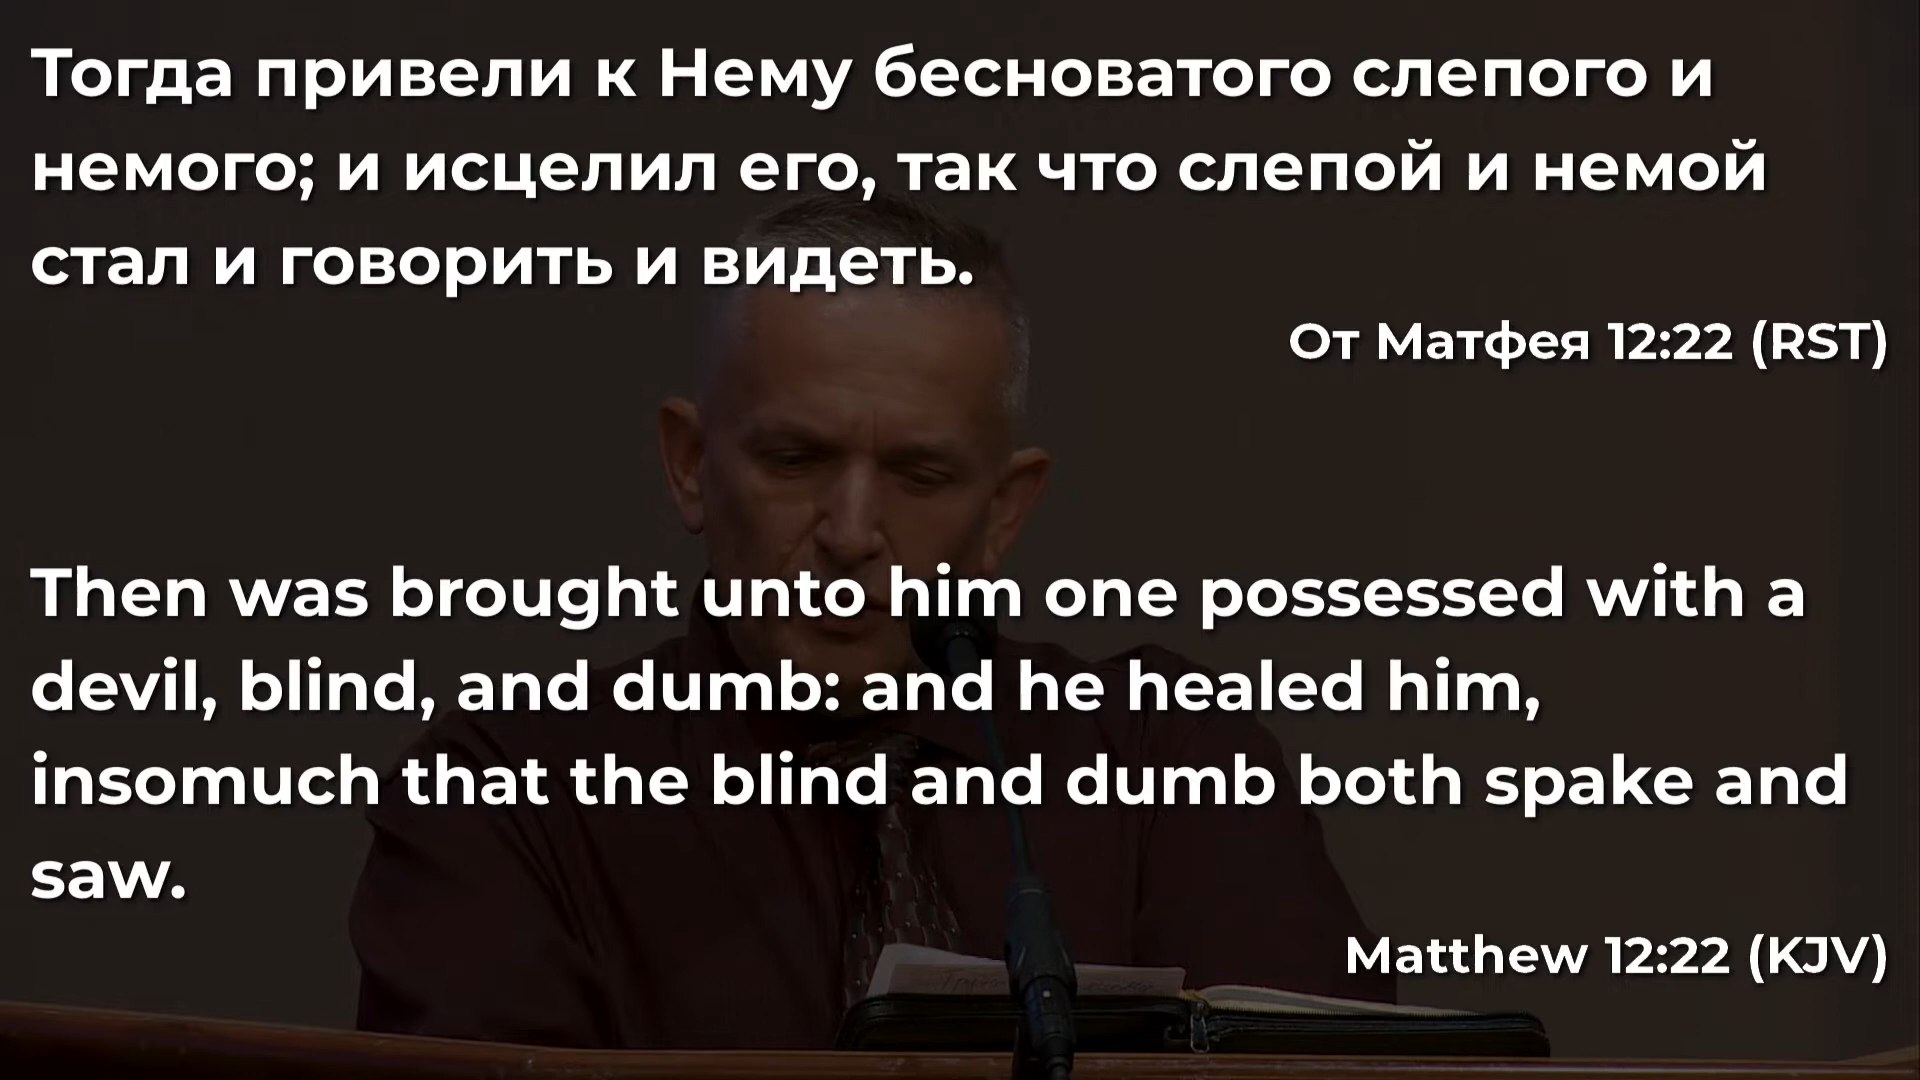 Тогда привели к Нему бесноватого слепого и
немого; и исцелил его, так что слепой и немой
стал и говорить и видеть.
От Матфея 12:22 (RST)
Then was brought unto him one possessed with a
devil, blind, and dumb: and he healed him,
insomuch that the blind and dumb both spake and
saw.
Matthew 12:22 (KJV)